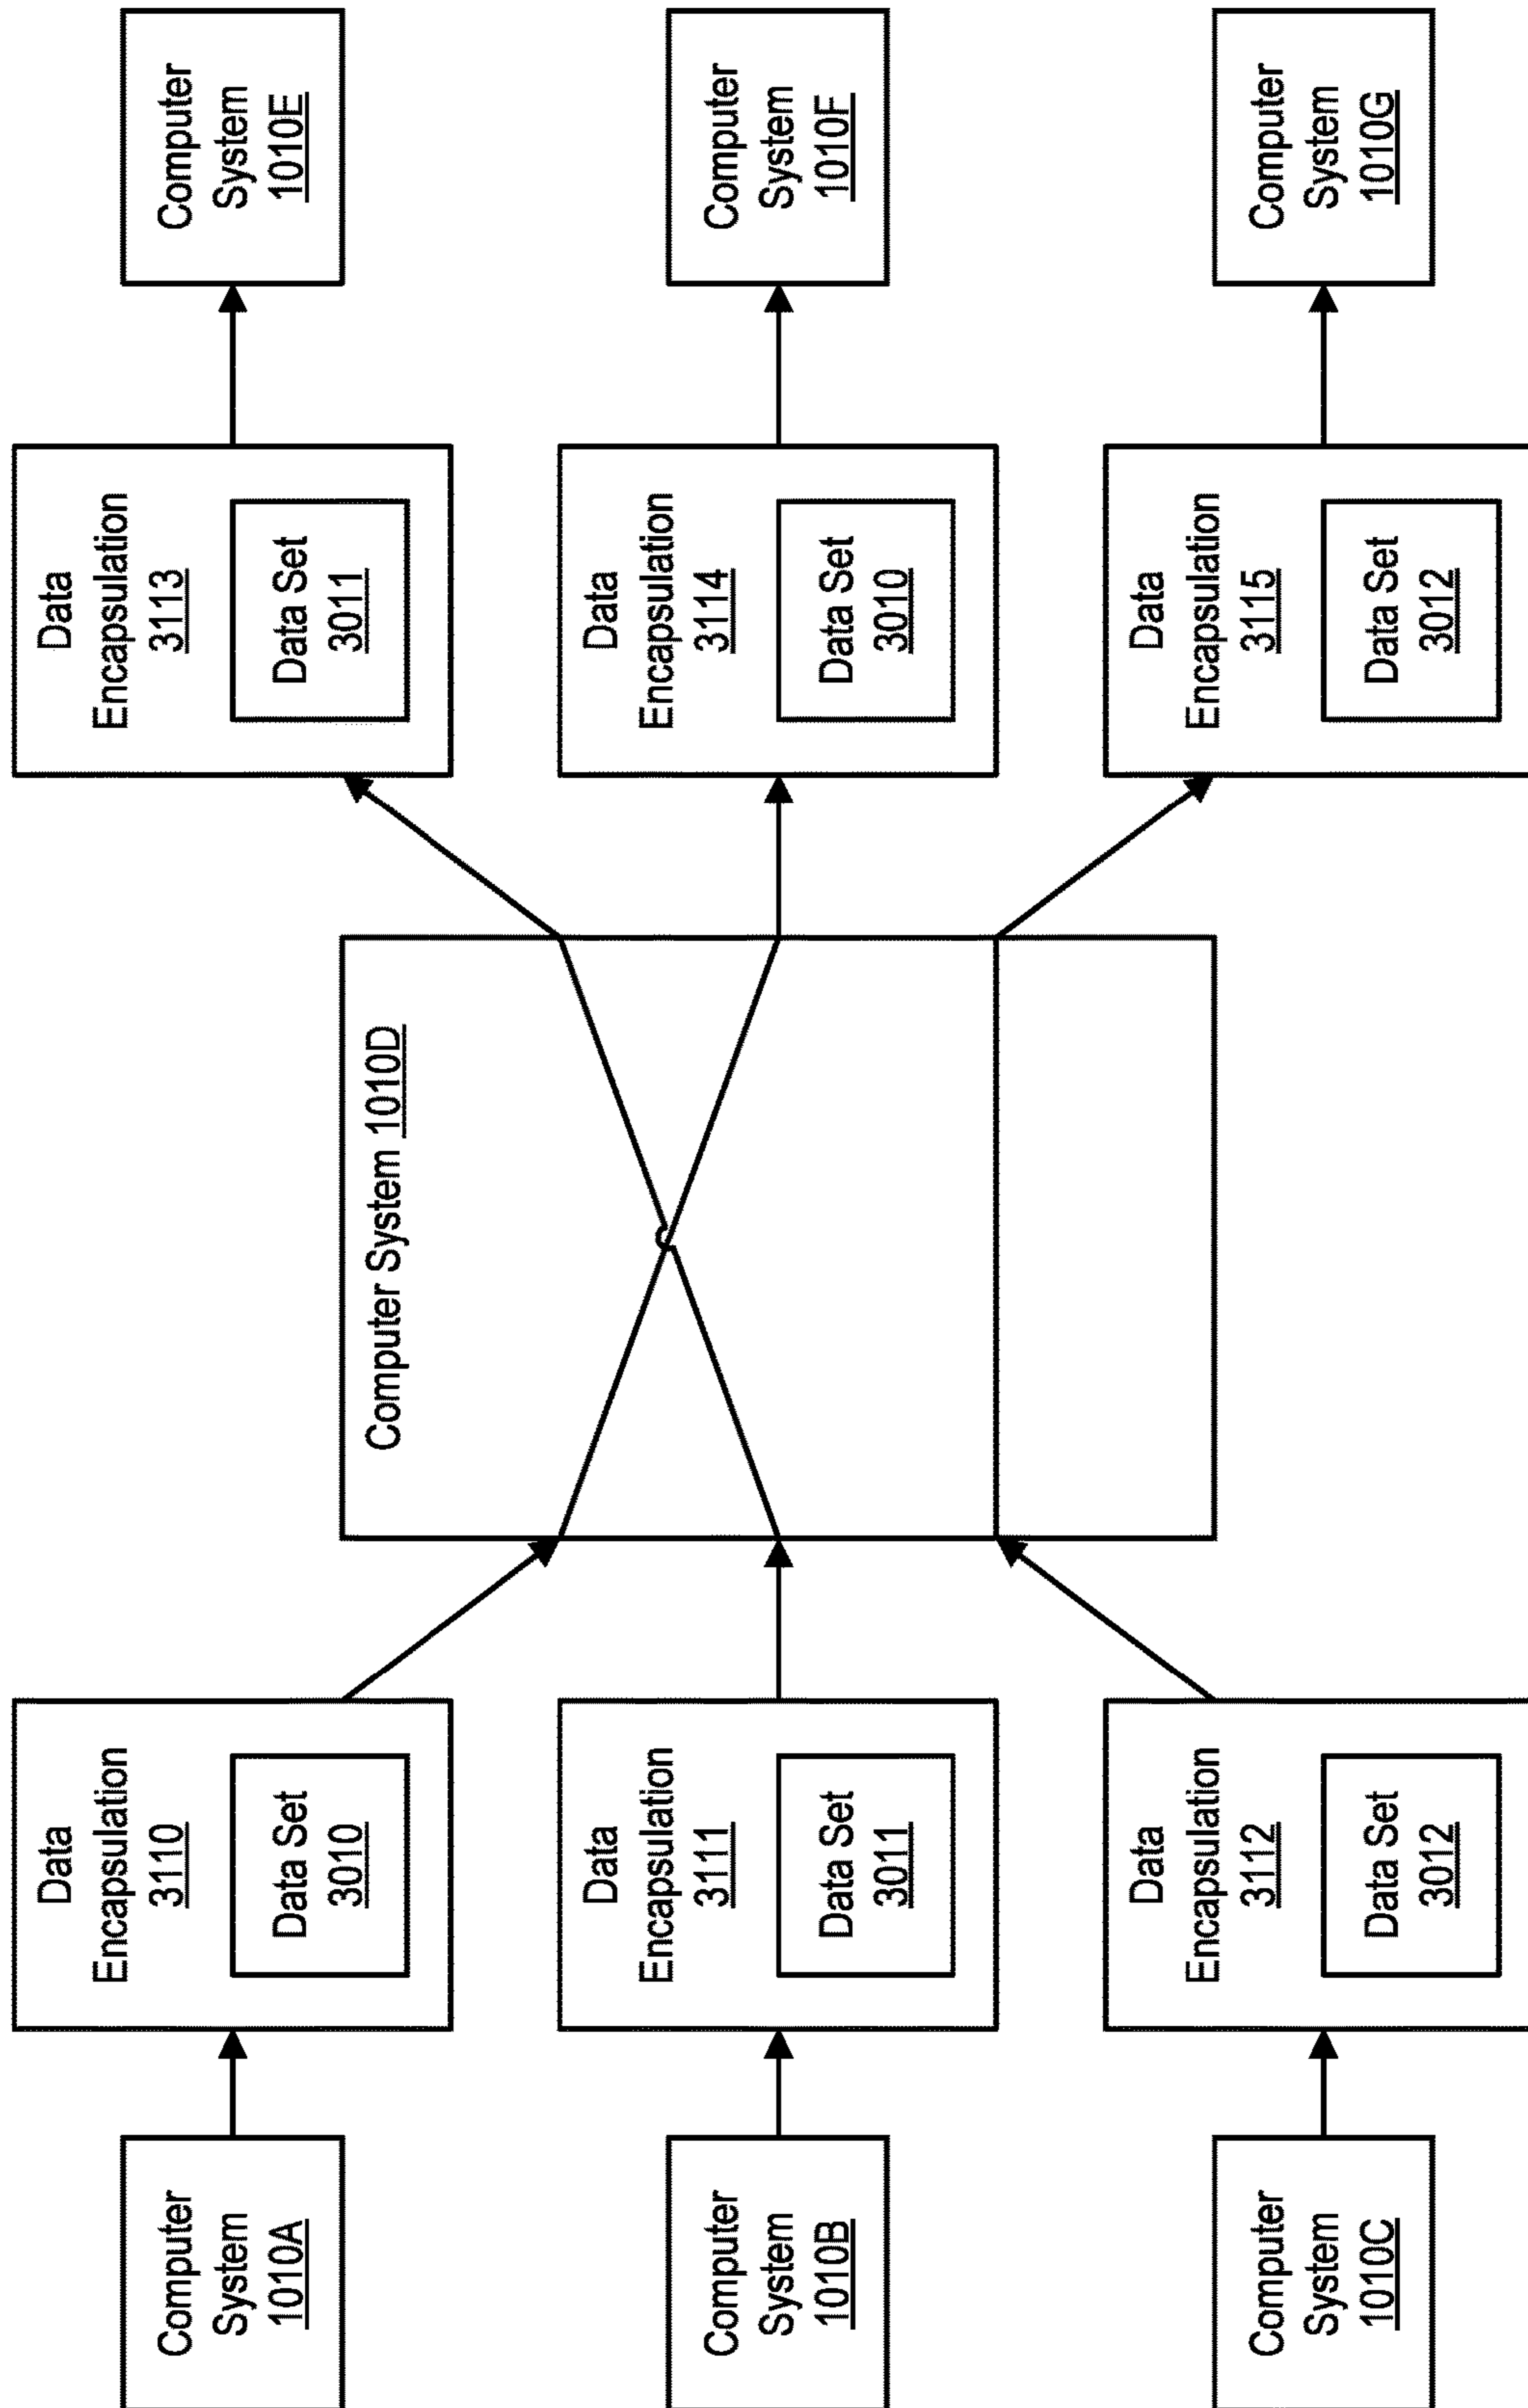 Computer
System
1010A
Data
Encapsulation
3110
Data Set
3010
Computer System 1010D
Data
Encapsulation
3113
Data Set
3011
Computer
System
1010E
Computer
System
1010B
Data
Encapsulation
3111
Data Set
3011
Data
Encapsulation
3114
Data Set
3010
Computer
System
1010F
Computer
System
1010C
Data
Encapsulation
3112
Data Set
3012
Data
Encapsulation
3115
Data Set
3012
Computer
System
1010G